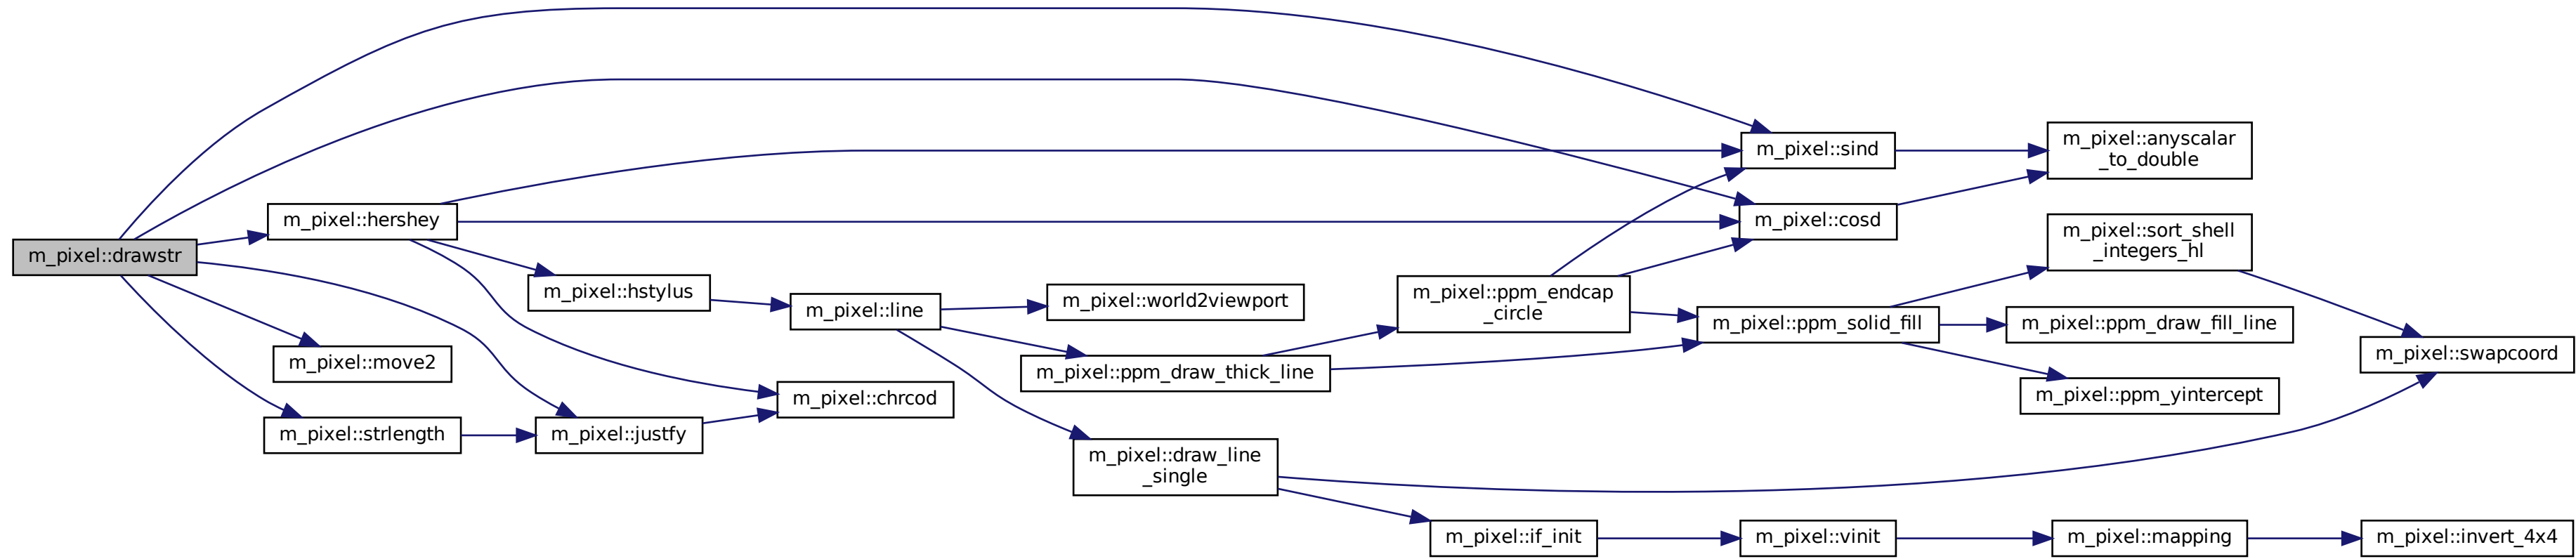 m_pixel::drawstr
m_pixel::hershey
m_pixel::move2
m_pixel::strlength
m_pixel::hstylus
m_pixel::justfy
m_pixel::line
m_pixel::chrcod
m_pixel::world2viewport
m_pixel::ppm_draw_thick_line
m_pixel::draw_line
_single
m_pixel::ppm_endcap
_circle
m_pixel::if_init
m_pixel::sind
m_pixel::cosd
m_pixel::ppm_solid_fill
m_pixel::vinit
m_pixel::anyscalar
_to_double
m_pixel::sort_shell
_integers_hl
m_pixel::ppm_draw_fill_line
m_pixel::ppm_yintercept
m_pixel::mapping
m_pixel::swapcoord
m_pixel::invert_4x4